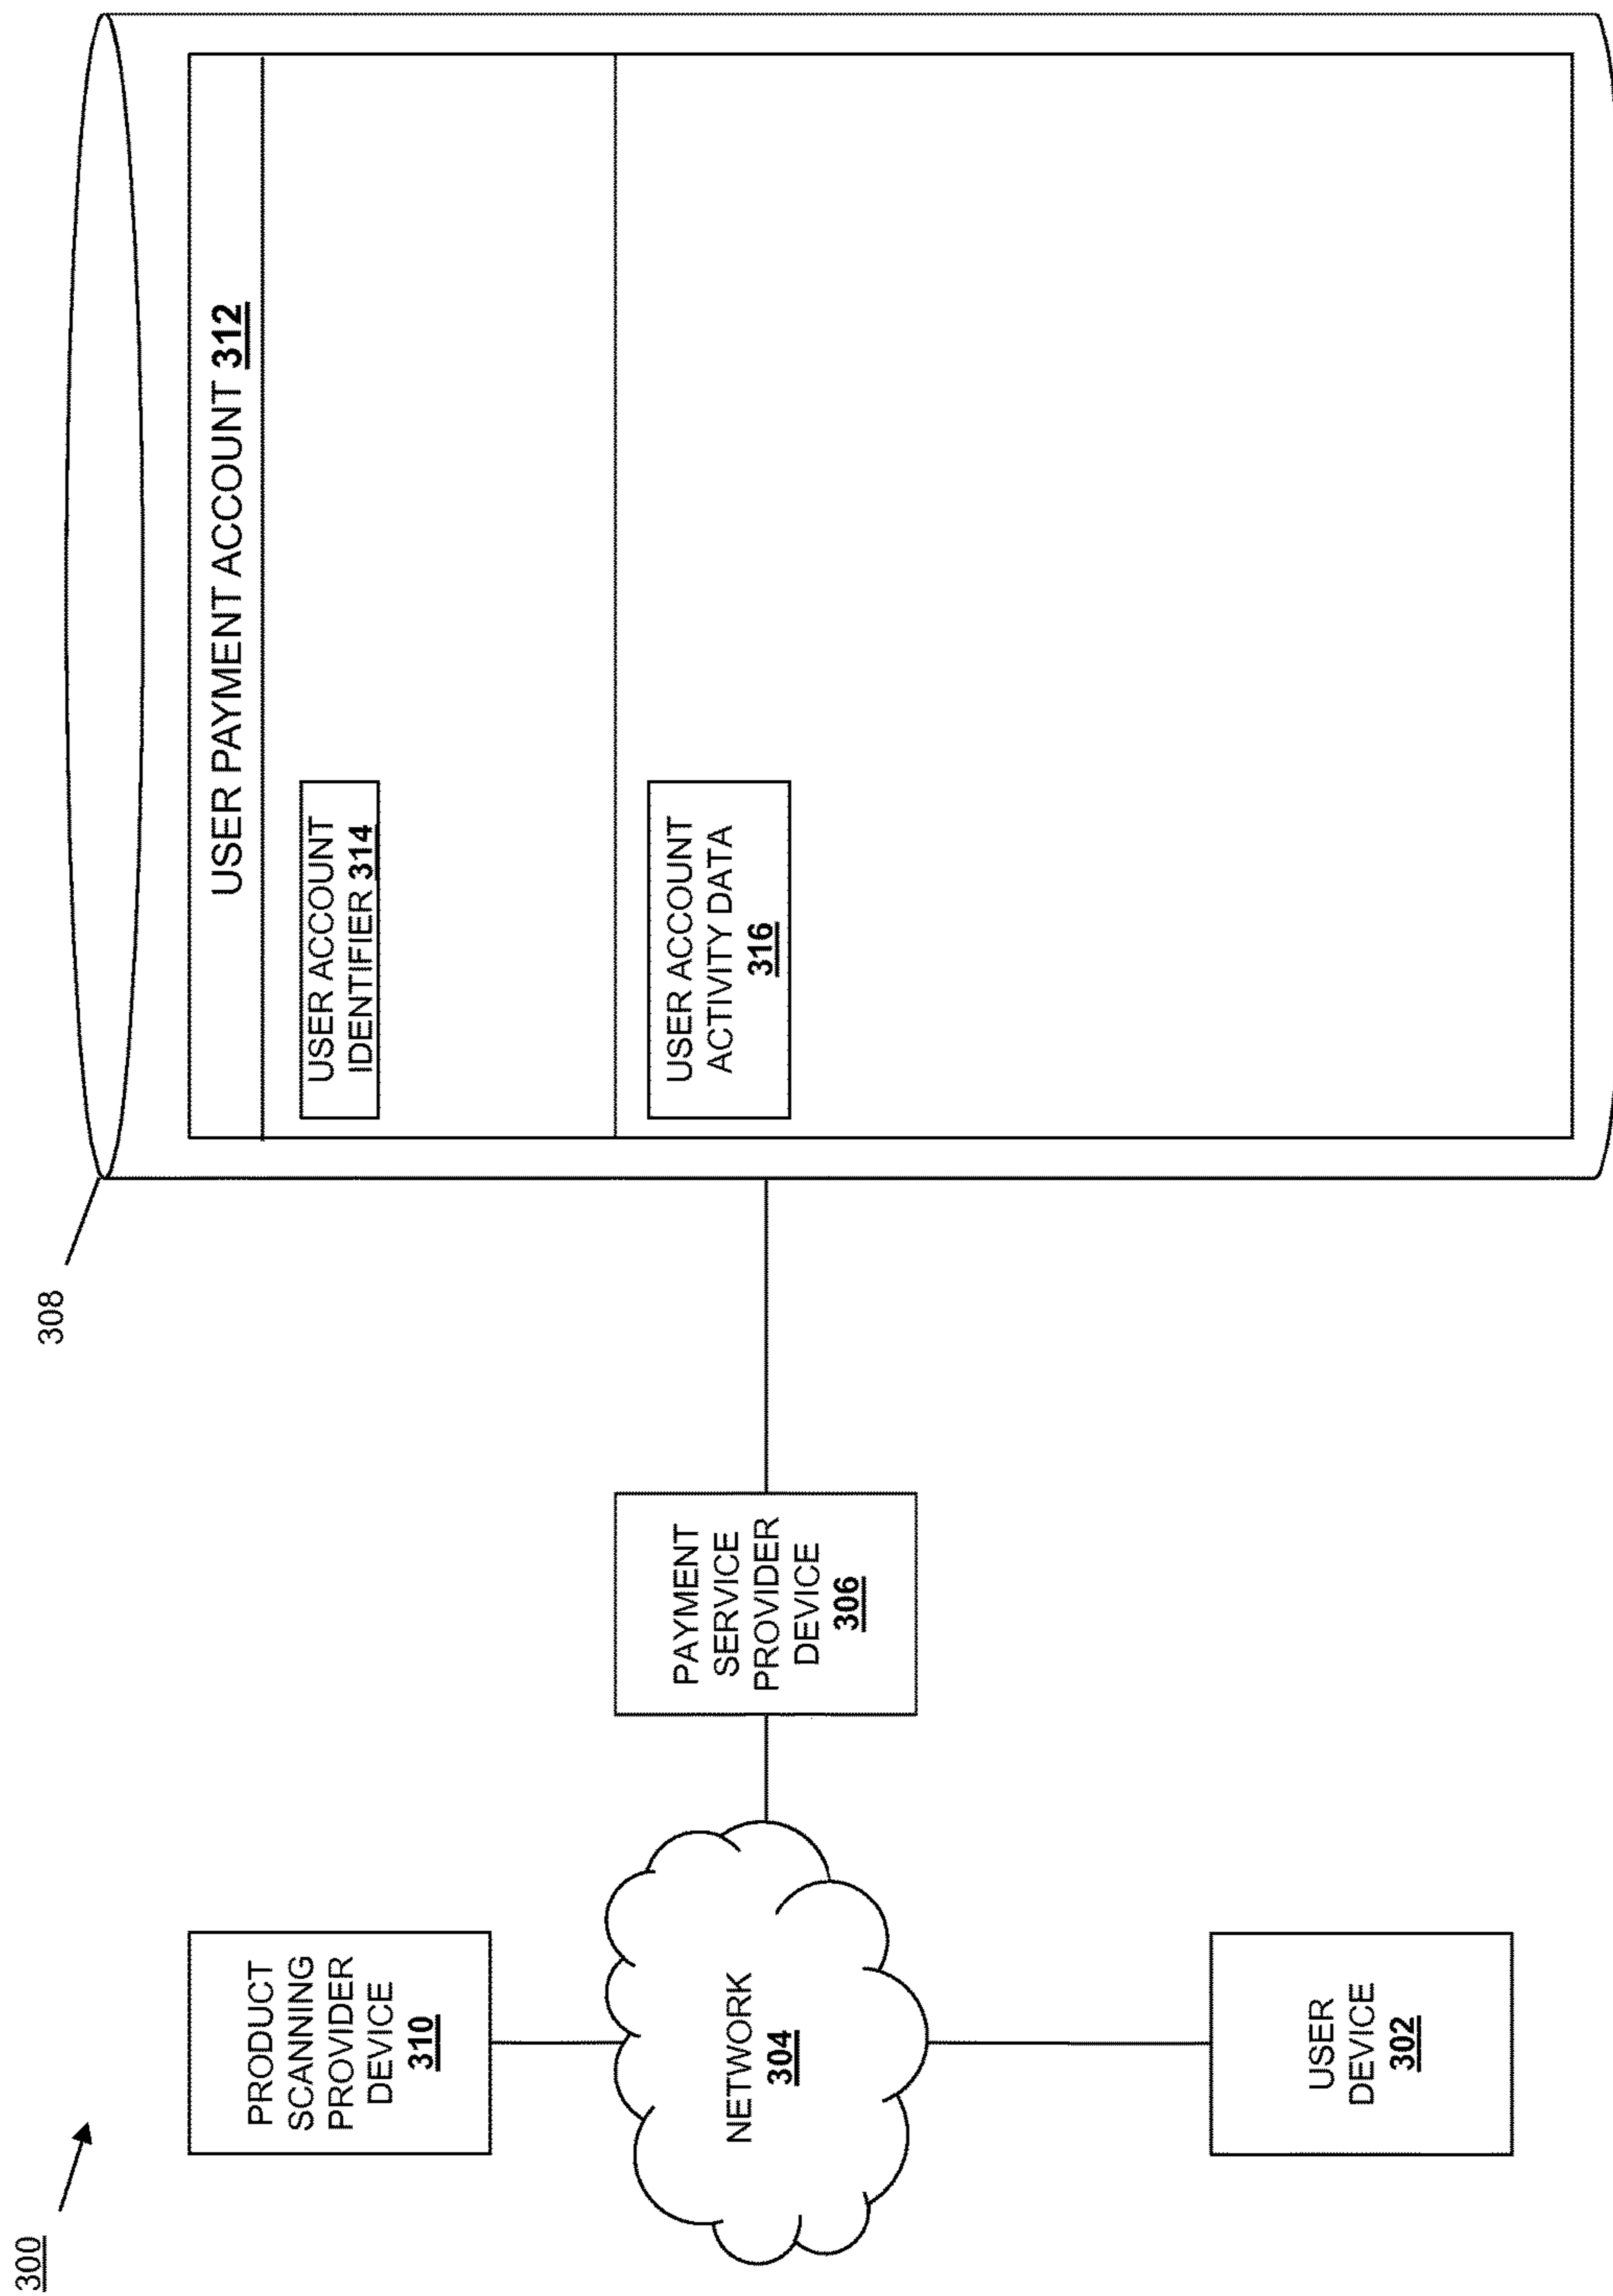 300
308
PRODUCT
SCANNING
PROVIDER
DEVICE
310
NETWORK
304
USER
DEVICE
302
PAYMENT
SERVICE
PROVIDER
DEVICE
306
USER PAYMENT ACCOUNT 312
USER ACCOUNT
IDENTIFIER 314
USER ACCOUNT
ACTIVITY DATA
316